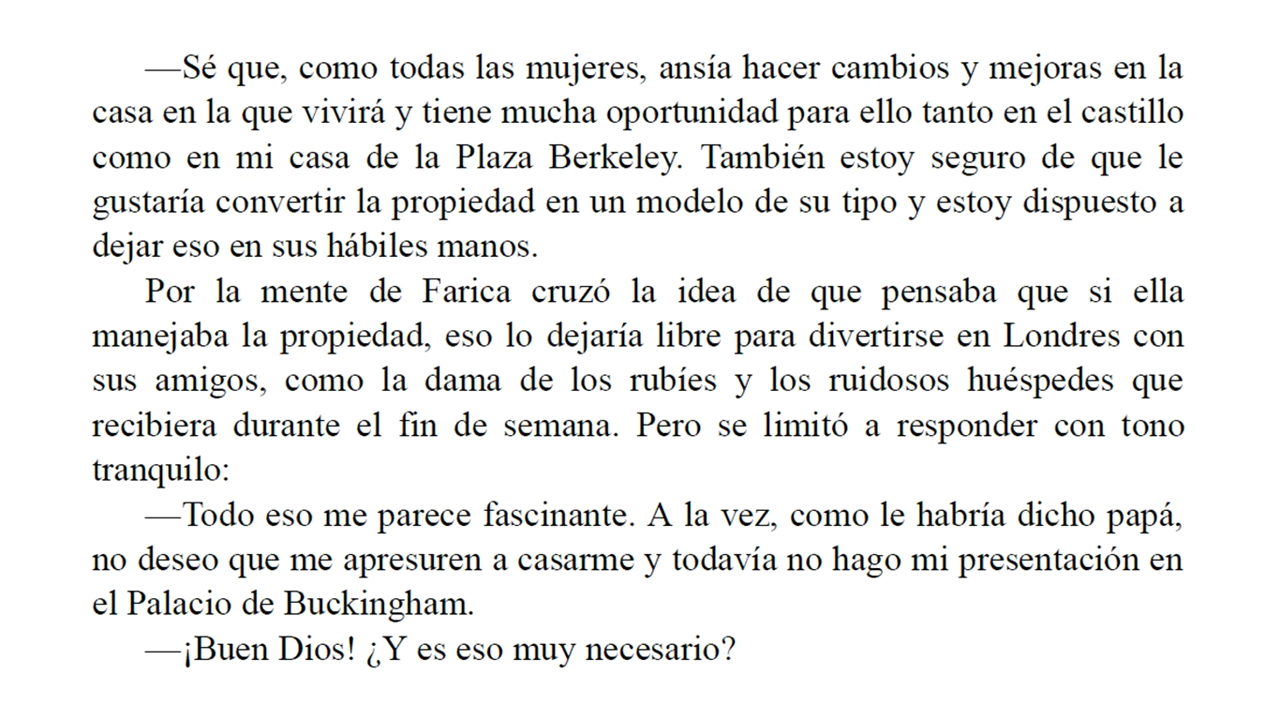 —Sé que, como todas las mujeres, ansía hacer cambios y mejoras en la
casa en la que vivirá y tiene mucha oportunidad para ello tanto en el castillo
como en mi casa de la Plaza Berkeley. También estoy seguro de que le
gustaría convertir la propiedad en un modelo de su tipo y estoy dispuesto a
dejar eso en sus hábiles manos.
Por la mente de Farica cruzó la idea de que pensaba que si ella
manejaba la propiedad, eso lo dejaría libre para divertirse en Londres con
sus amigos, como la dama de los rubíes y los ruidosos huéspedes que
recibiera durante el fin de semana. Pero se limitó a responder con tono
tranquilo:
—Todo eso me parece fascinante. A la vez, como le habría dicho papá,
no deseo que me apresuren a casarme y todavía no hago mi presentación en
el Palacio de Buckingham.
—¡Buen Dios! ¿Y es eso muy necesario?